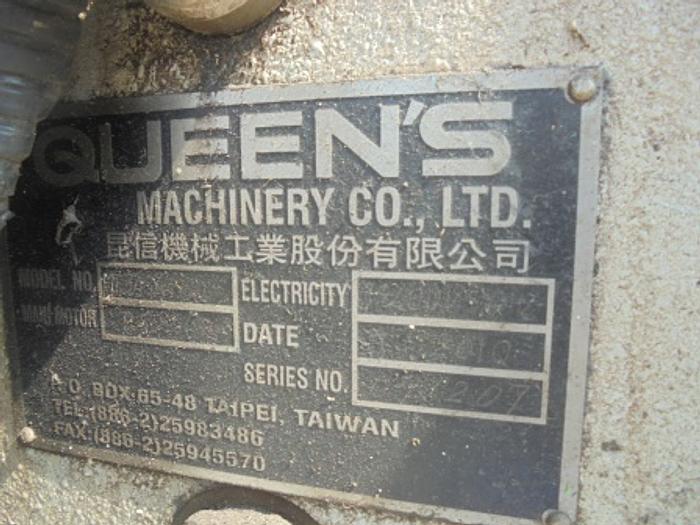 QUEEN'S
MACHINERY CO., LTD.
昆信機械工業股份有限公司
MODEL NO.
ELECTRICITY
MAIN MOTOR
DATE
SERIES NO.
P.O. BOX 65-48 TAIPEI, TAIWAN
TEL:(886-2)25983486
FAX:(886-2)25945570